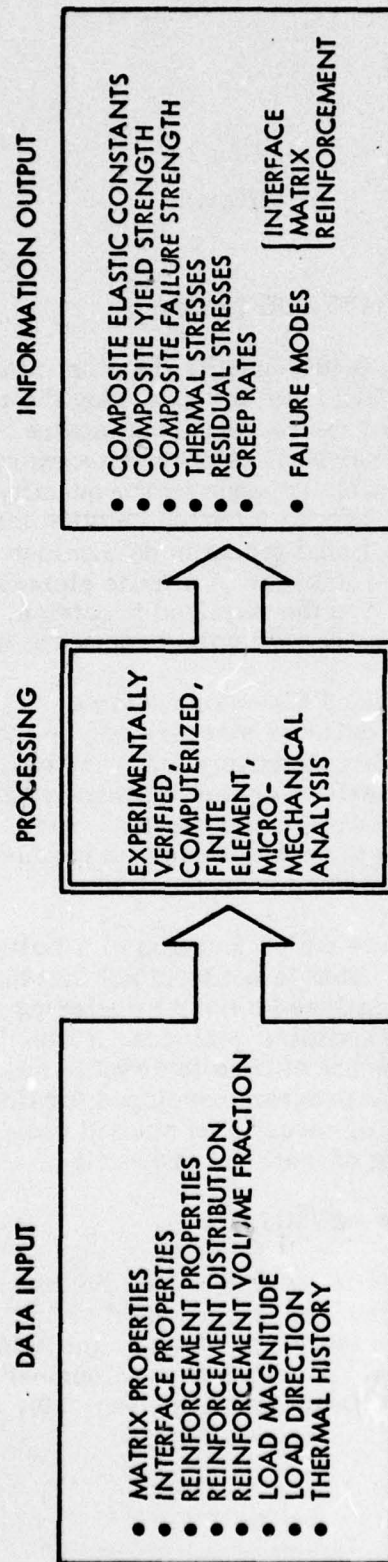 DATA INPUT
• MATRIX PROPERTIES
• INTERFACE PROPERTIES
• REINFORCEMENT PROPERTIES
• REINFORCEMENT DISTRIBUTION
• REINFORCEMENT VOLUME FRACTION
• LOAD MAGNITUDE
• LOAD DIRECTION
• THERMAL HISTORY
PROCESSING
EXPERIMENTALLY
VERIFIED,
COMPUTERIZED,
FINITE
ELEMENT,
MICRO-
MECHANICAL
ANALYSIS
INFORMATION OUTPUT
• COMPOSITE ELASTIC CONSTANTS
• COMPOSITE YIELD STRENGTH
• COMPOSITE FAILURE STRENGTH
• THERMAL STRESSES
• RESIDUAL STRESSES
• CREEP RATES
• FAILURE MODES
INTERFACE
MATRIX
REINFORCEMENT